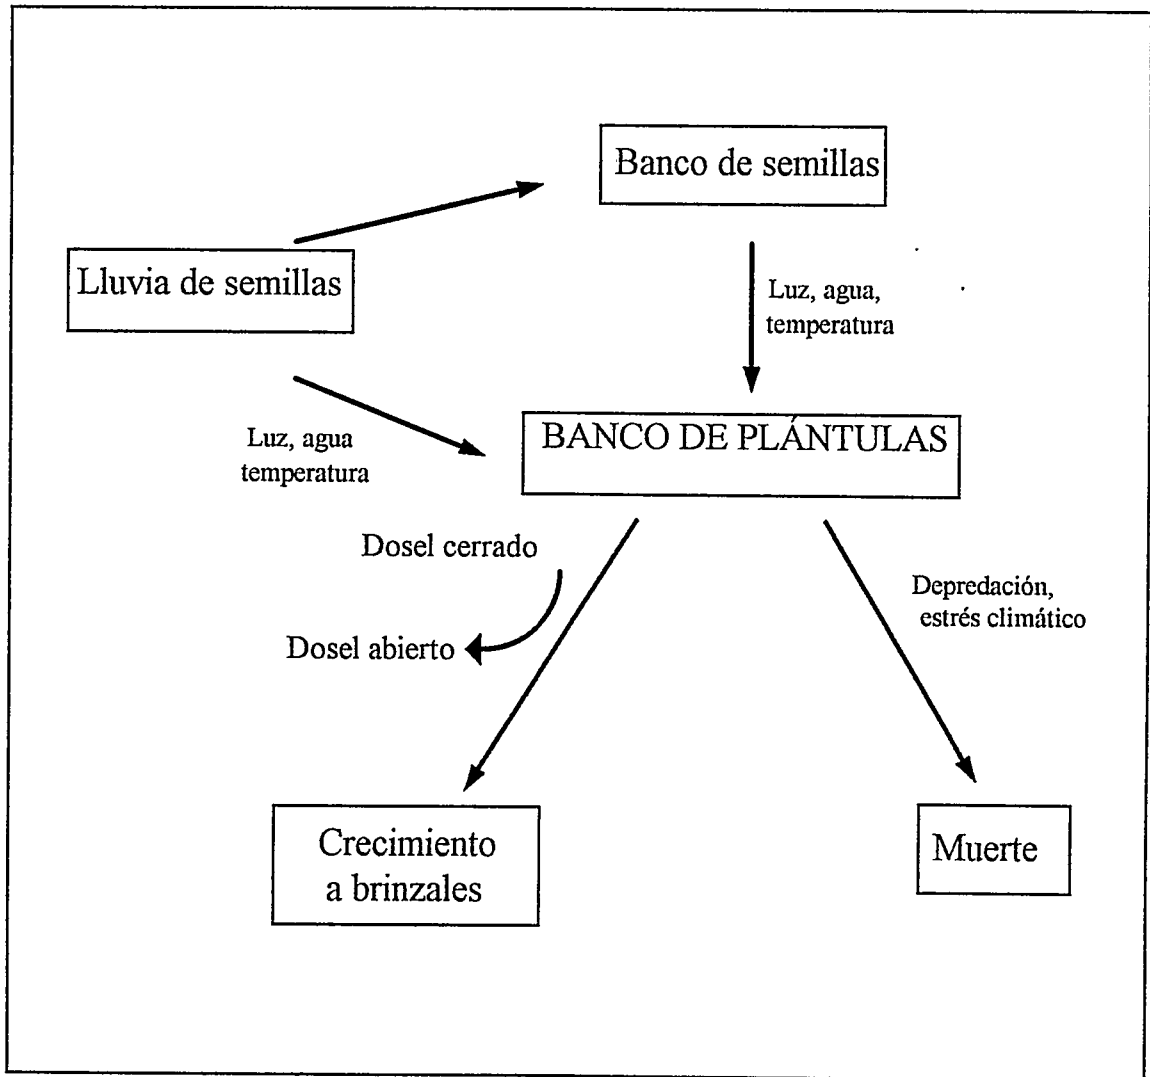 Banco de semillas
Lluvia de semillas
Luz, agua,
temperatura
Luz, agua
temperatura
BANCO DE PLÁNTULAS
Dosel cerrado
Dosel abierto
Depredación,
estrés climático
Crecimiento
a brinzales
Muerte